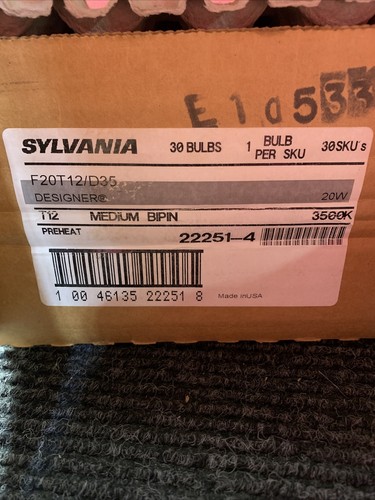 E1a533
SYLVANIA 30 BULBS 1 BULB PER SKU 30SKU's
F20T12/D35
DESIGNER® 20W
T12 MEDIUM BIPIN 3500K
PREHEAT 22251-4
1 00 46135 22251 8 Made in USA